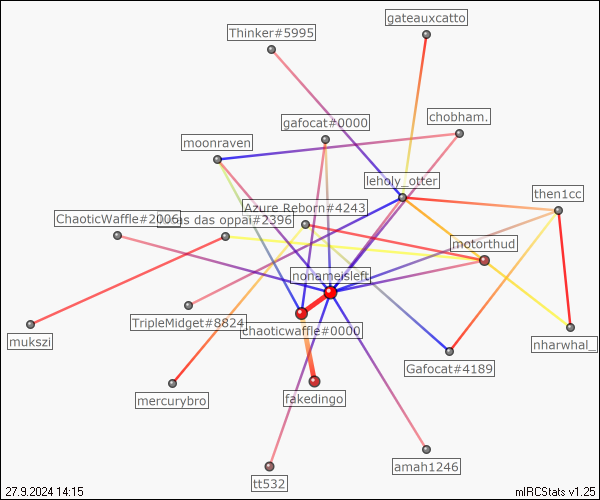 gateauxcatto
Thinker#5995
chobham.
gafocat#0000
moonraven
leholy_otter
then1cc
Azure Reborn#4243
ChaoticWaffle#2006
das oppai#2396
motorthud
nonameisleft
TripleMidget#8824
chaoticwaffle#0000
mukszi
nharwhal_
Gafocat#4189
mercurybro
fakedingo
amah1246
tt532
27.9.2024 14:15
mIRCStats v1.25